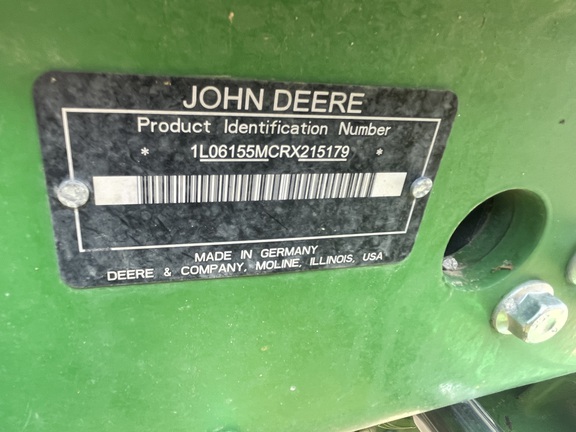 JOHN DEERE
Product Identification Number
* 1L06155MCRX215179 *
MADE IN GERMANY
DEERE & COMPANY, MOLINE, ILLINOIS, USA